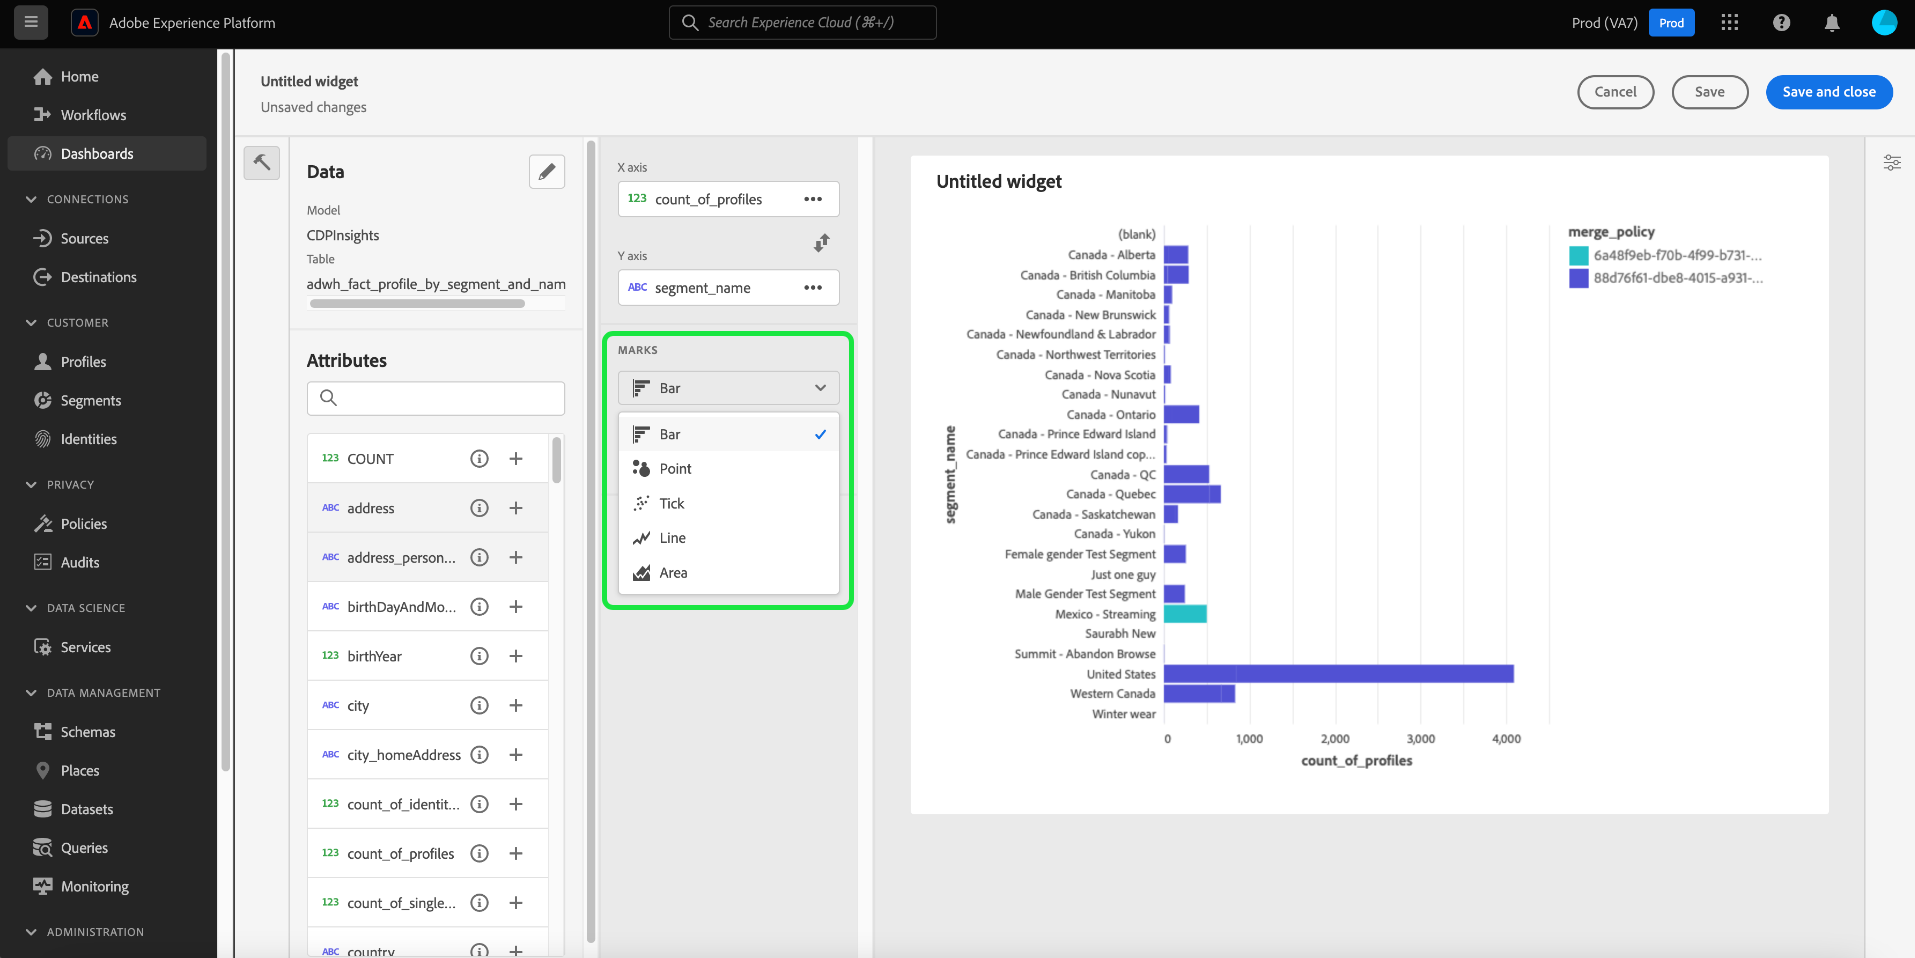 Adobe Experience Platform
Search Experience Cloud (⌘+/)
Prod (VA7)
Prod
Home
Workflows
Dashboards
CONNECTIONS
Sources
Destinations
CUSTOMER
Profiles
Segments
Identities
PRIVACY
Policies
Audits
DATA SCIENCE
Services
DATA MANAGEMENT
Schemas
Places
Datasets
Queries
Monitoring
ADMINISTRATION
Untitled widget
Unsaved changes
Cancel
Save
Save and close
Data
Model
CDPInsights
Table
adwh_fact_profile_by_segment_and_nam
Attributes
123 COUNT
ABC address
ABC address_person...
ABC birthDayAndMo...
123 birthYear
ABC city
ABC city_homeAddress
123 count_of_identit...
123 count_of_profiles
123 count_of_single...
ABC country
X axis
123 count_of_profiles
Y axis
ABC segment_name
MARKS
Bar
Bar
Point
Tick
Line
Area
Untitled widget
segment_name
(blank)
Canada - Alberta
Canada - British Columbia
Canada - Manitoba
Canada - New Brunswick
Canada - Newfoundland & Labrador
Canada - Northwest Territories
Canada - Nova Scotia
Canada - Nunavut
Canada - Ontario
Canada - Prince Edward Island
Canada - Prince Edward Island cop...
Canada - QC
Canada - Quebec
Canada - Saskatchewan
Canada - Yukon
Female gender Test Segment
Just one guy
Male Gender Test Segment
Mexico - Streaming
Saurabh New
Summit - Abandon Browse
United States
Western Canada
Winter wear
0 1,000 2,000 3,000 4,000
count_of_profiles
merge_policy
6a48f9eb-f70b-4f99-b731-...
88d76f61-dbe8-4015-a931-...